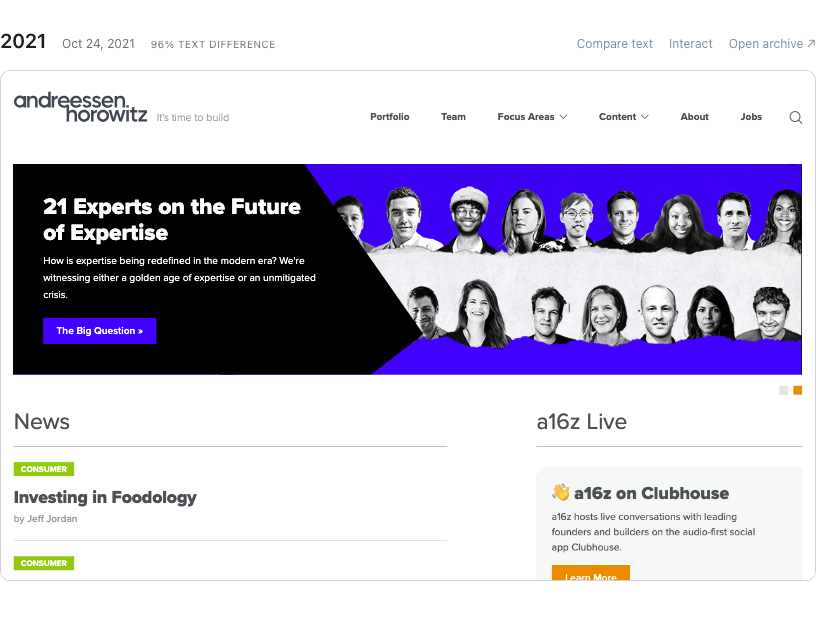 2021 Oct 24, 2021 96% TEXT DIFFERENCE Compare text Interact Open archive ↗
andreessen.
horowitz It's time to build
Portfolio Team Focus Areas Content About Jobs
21 Experts on the Future
of Expertise
How is expertise being redefined in the modern era? We're
witnessing either a golden age of expertise or an unmitigated
crisis.
The Big Question »
News
CONSUMER
Investing in Foodology
by Jeff Jordan
CONSUMER
a16z Live
👋 a16z on Clubhouse
a16z hosts live conversations with leading
founders and builders on the audio-first social
app Clubhouse.
Learn More